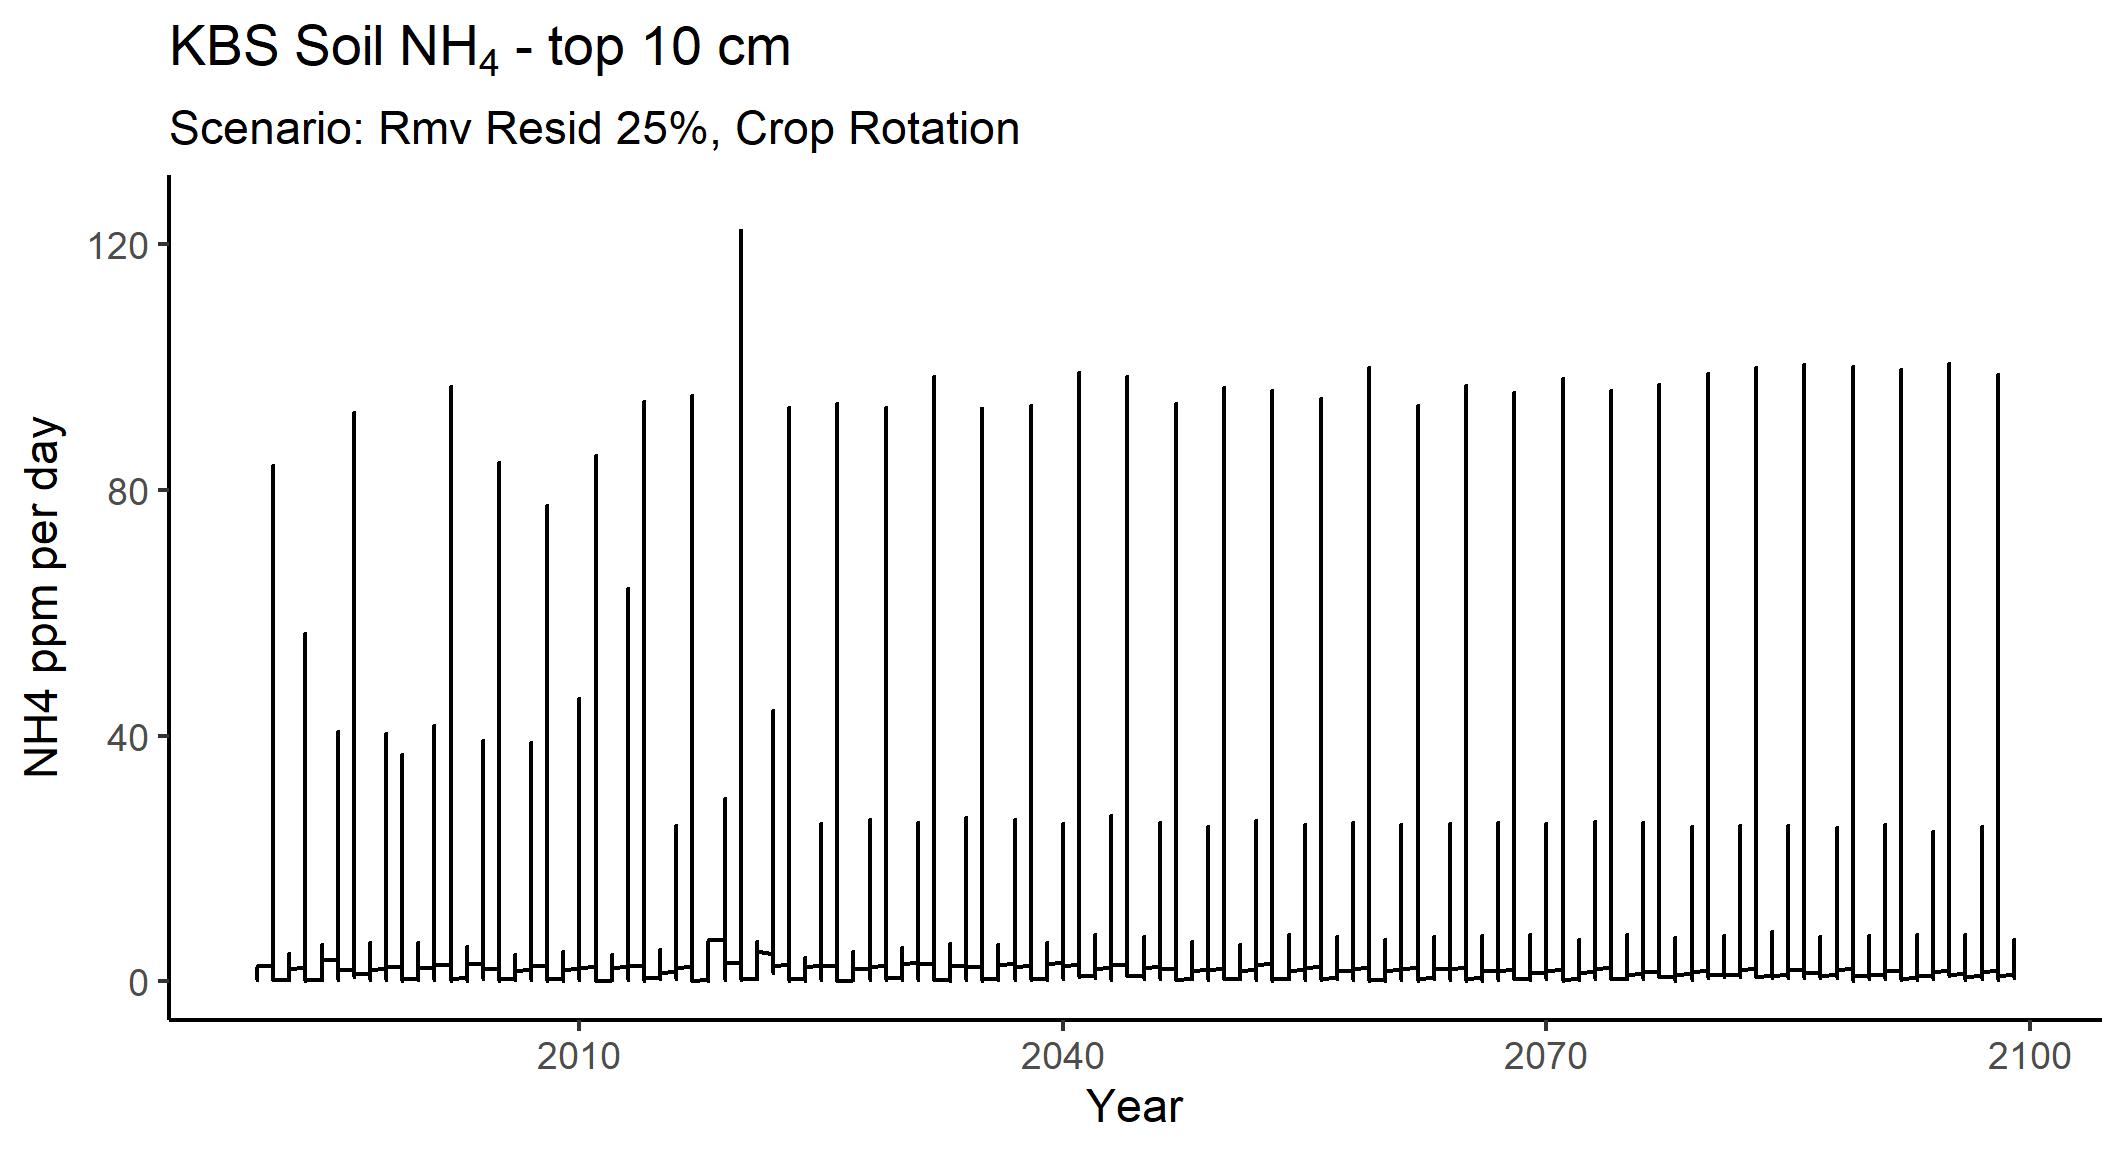 KBS Soil NH₄ - top 10 cm
Scenario: Rmv Resid 25%, Crop Rotation
NH4 ppm per day
120
80
40
0
2010 2040 2070 2100
Year